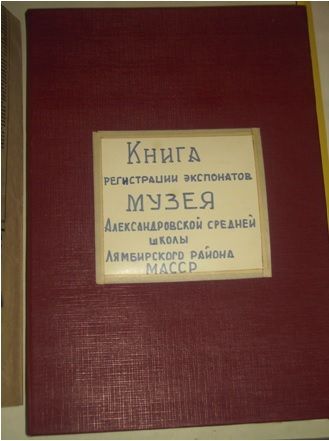 Книга
регистрации экспонатов
музея
Александровской средней
школы
Лямбирского района
МАССР